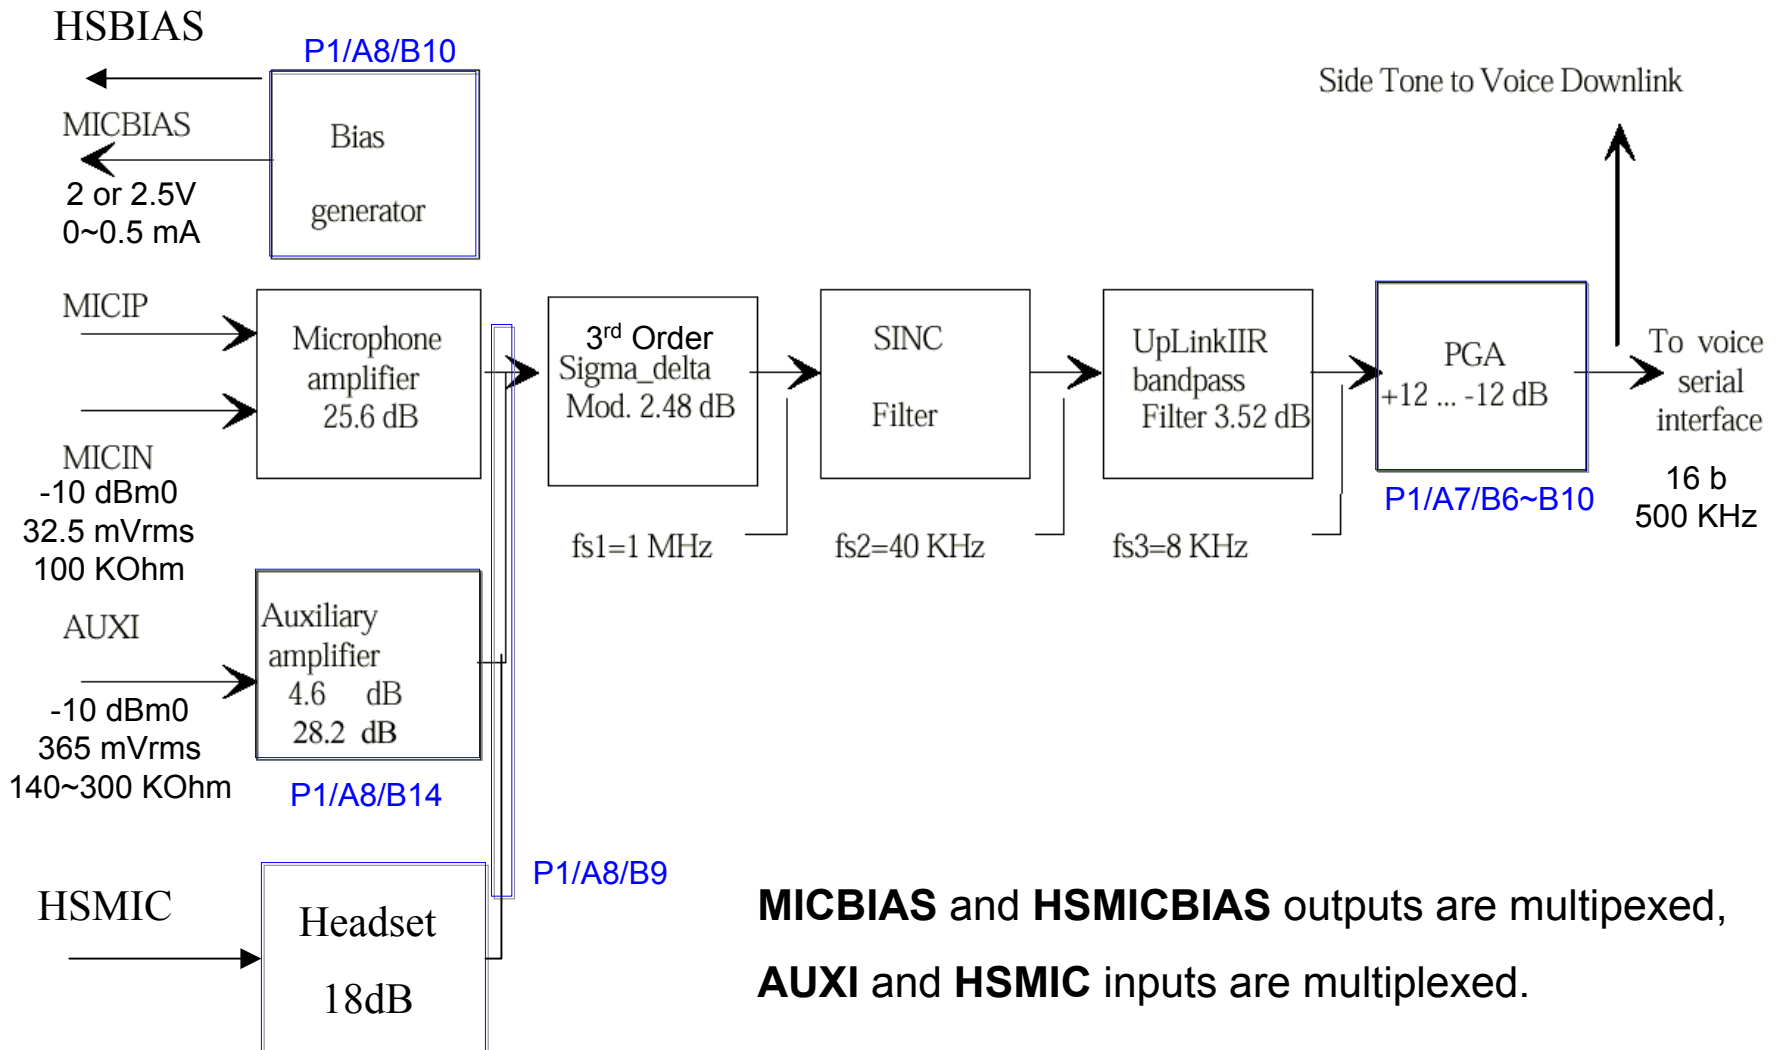 HSBIAS
P1/A8/B10
MICBIAS
2 or 2.5V
0~0.5 mA
Bias
generator
Side Tone to Voice Downlink
MICIP
MICIN
-10 dBm0
32.5 mVrms
100 KOhm
Microphone
amplifier
25.6 dB
3rd Order
Sigma_delta
Mod. 2.48 dB
SINC
Filter
UpLinkIIR
bandpass
Filter 3.52 dB
PGA
+12 ... -12 dB
P1/A7/B6~B10
To voice
serial
interface
16 b
500 KHz
fs1=1 MHz
fs2=40 KHz
fs3=8 KHz
AUXI
-10 dBm0
365 mVrms
140~300 KOhm
Auxiliary
amplifier
4.6 dB
28.2 dB
P1/A8/B14
P1/A8/B9
HSMIC
Headset
18dB
MICBIAS and HSMICBIAS outputs are multipexed,
AUXI and HSMIC inputs are multiplexed.